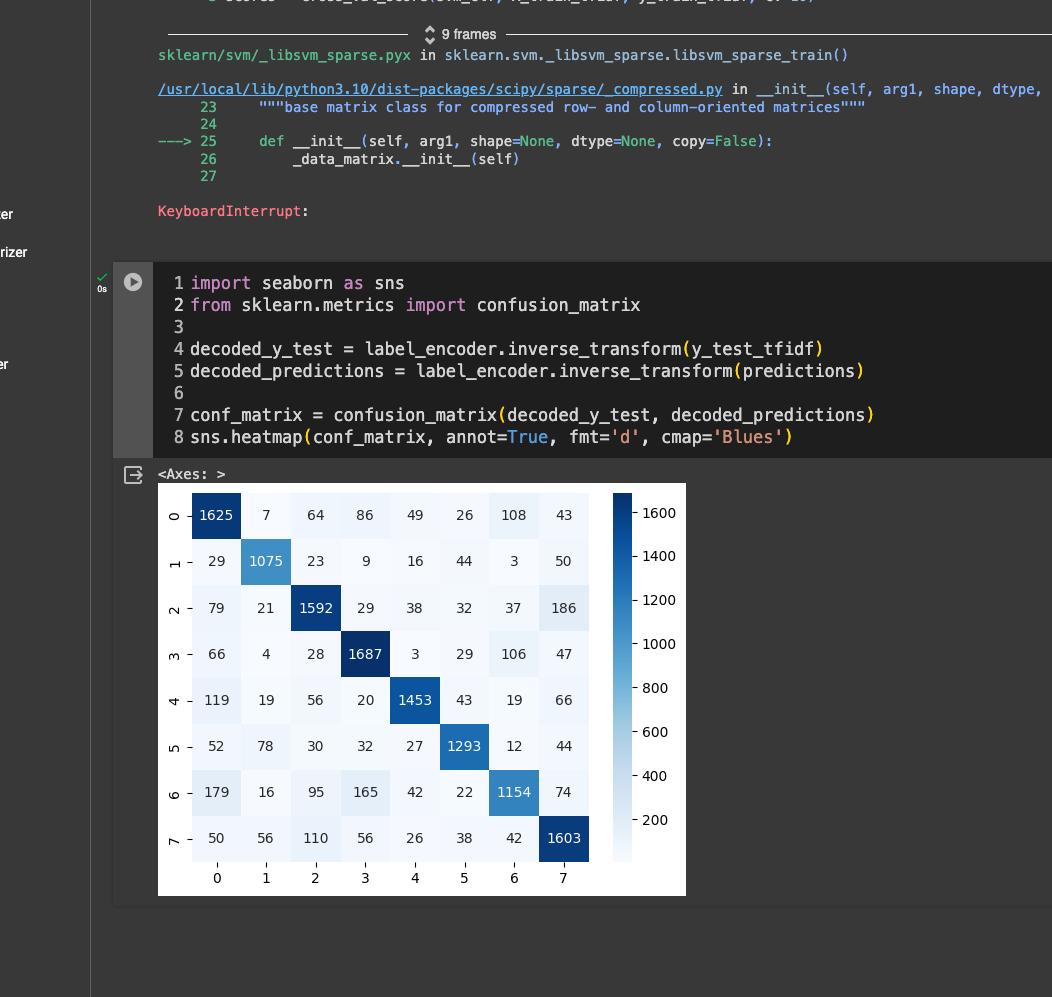 9 frames
sklearn/svm/_libsvm_sparse.pyx in sklearn.svm._libsvm_sparse.libsvm_sparse_train()
/usr/local/lib/python3.10/dist-packages/scipy/sparse/_compressed.py in __init__(self, arg1, shape, dtype,
23 """base matrix class for compressed row- and column-oriented matrices"""
24
---> 25 def __init__(self, arg1, shape=None, dtype=None, copy=False):
26 _data_matrix.__init__(self)
27
KeyboardInterrupt:
er
rizer
er
0s
1 import seaborn as sns
2 from sklearn.metrics import confusion_matrix
3
4 decoded_y_test = label_encoder.inverse_transform(y_test_tfidf)
5 decoded_predictions = label_encoder.inverse_transform(predictions)
6
7 conf_matrix = confusion_matrix(decoded_y_test, decoded_predictions)
8 sns.heatmap(conf_matrix, annot=True, fmt='d', cmap='Blues')
<Axes: >
0 1625 7 64 86 49 26 108 43
1 29 1075 23 9 16 44 3 50
2 79 21 1592 29 38 32 37 186
3 66 4 28 1687 3 29 106 47
4 119 19 56 20 1453 43 19 66
5 52 78 30 32 27 1293 12 44
6 179 16 95 165 42 22 1154 74
7 50 56 110 56 26 38 42 1603
0 1 2 3 4 5 6 7
1600
1400
1200
1000
800
600
400
200